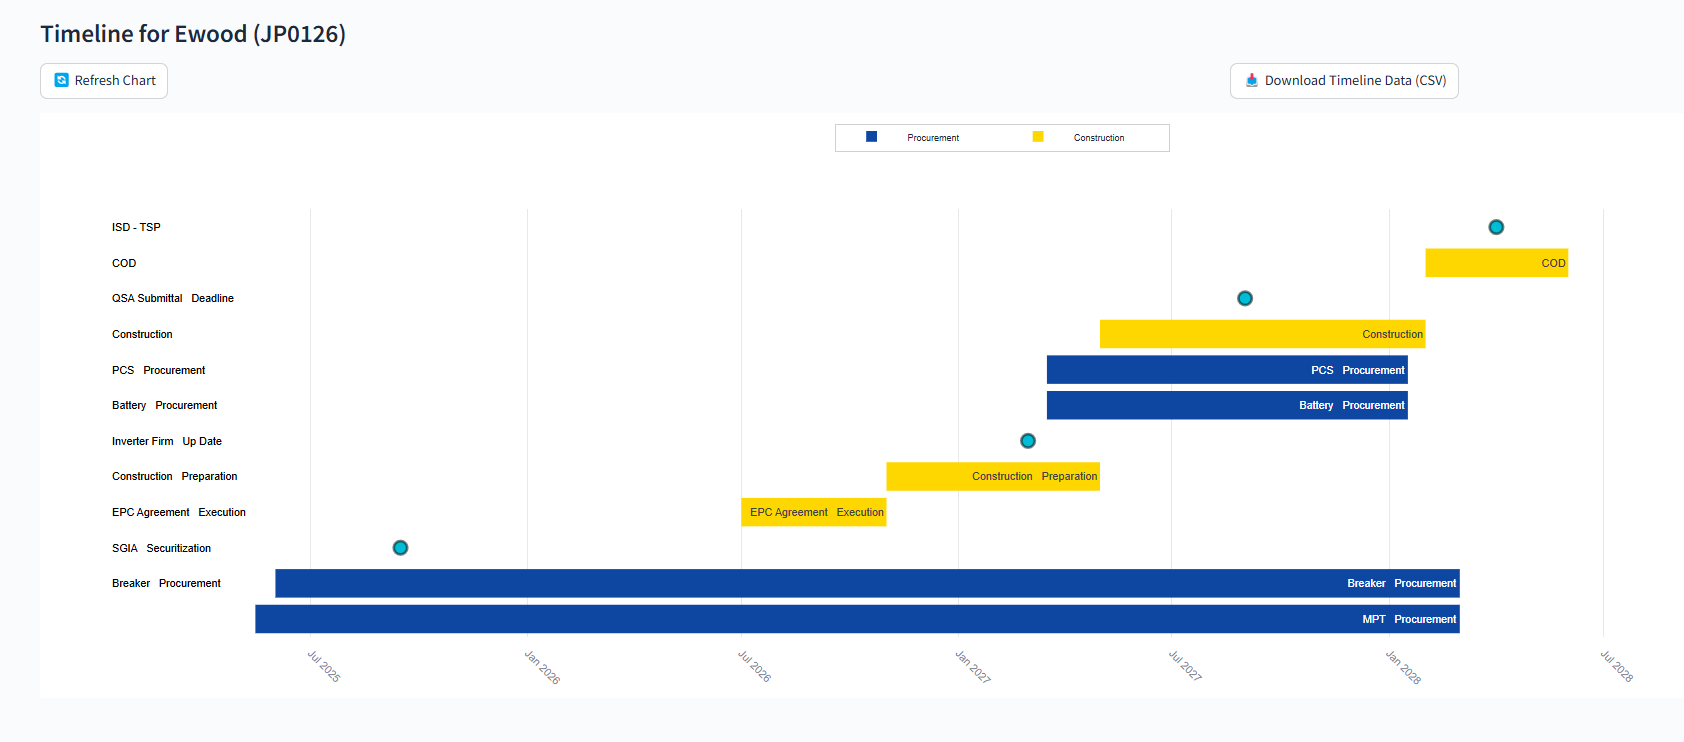 Timeline for Ewood (JP0126)
Refresh Chart
Download Timeline Data (CSV)
Procurement
Construction
ISD - TSP
COD
COD
QSA Submittal Deadline
Construction
Construction
PCS Procurement
PCS Procurement
Battery Procurement
Battery Procurement
Inverter Firm Up Date
Construction Preparation
Construction Preparation
EPC Agreement Execution
EPC Agreement Execution
SGIA Securitization
Breaker Procurement
Breaker Procurement
MPT Procurement
Jul 2025
Jan 2026
Jul 2026
Jan 2027
Jul 2027
Jan 2028
Jul 2028